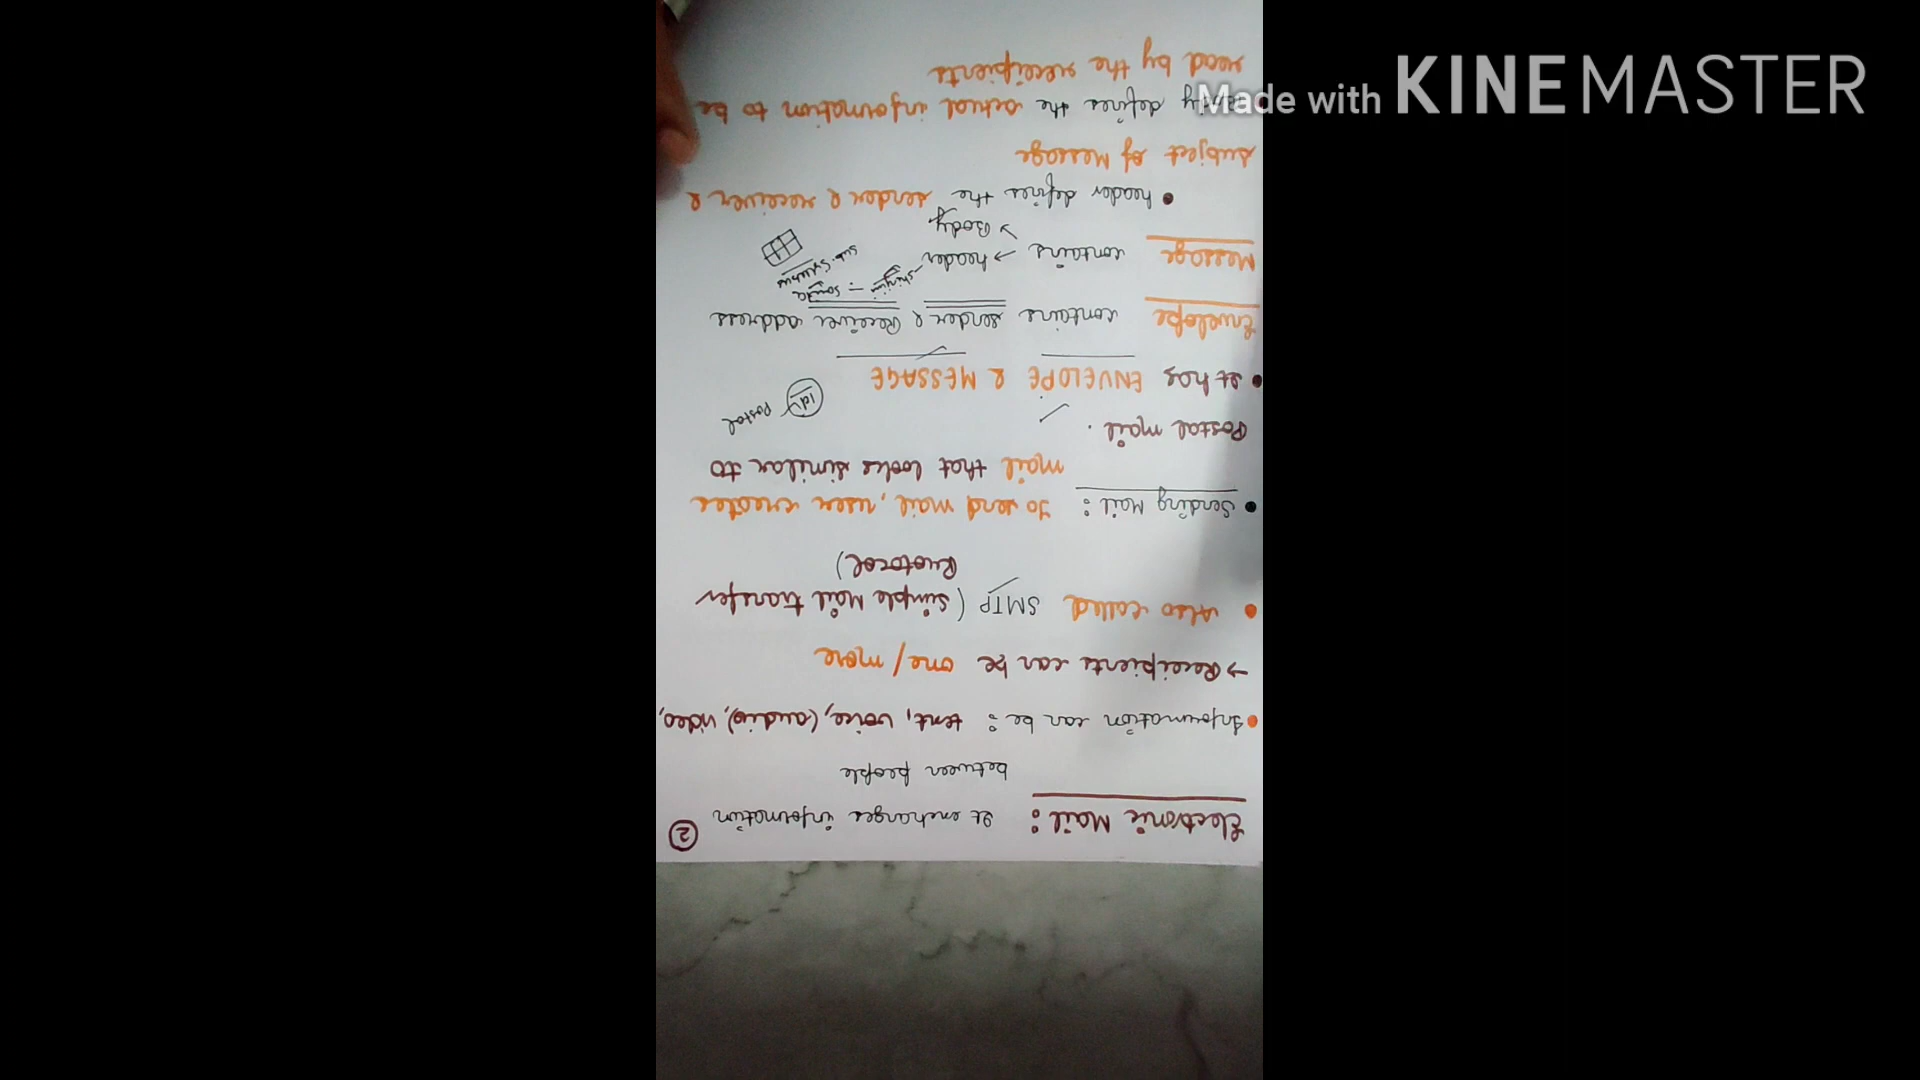 Electronic Mail: It exchanges information
②
between people
• Information can be: text, voice, (audio), video,
→ Recipients can be one/more
• Also called SMTP (Simple Mail transfer
Protocol)
• Sending Mail: To send mail, user creates
mail that looks similar to
Postal mail.
id Postal
• It has ENVELOPE & MESSAGE
Envelope contains sender & Receiver address
Message contains → header
> Body
• header defines the sender & receiver &
subject of Message
defines the actual information to be
read by the recipients
Made with KINEMASTER